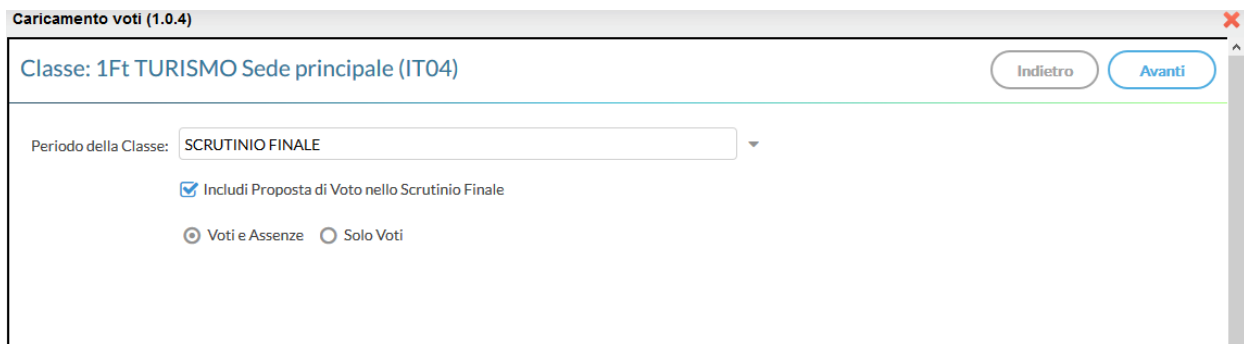 Caricamento voti (1.0.4)
Classe: 1Ft TURISMO Sede principale (IT04)
Indietro
Avanti
Periodo della Classe: SCRUTINIO FINALE
Includi Proposta di Voto nello Scrutinio Finale
Voti e Assenze Solo Voti